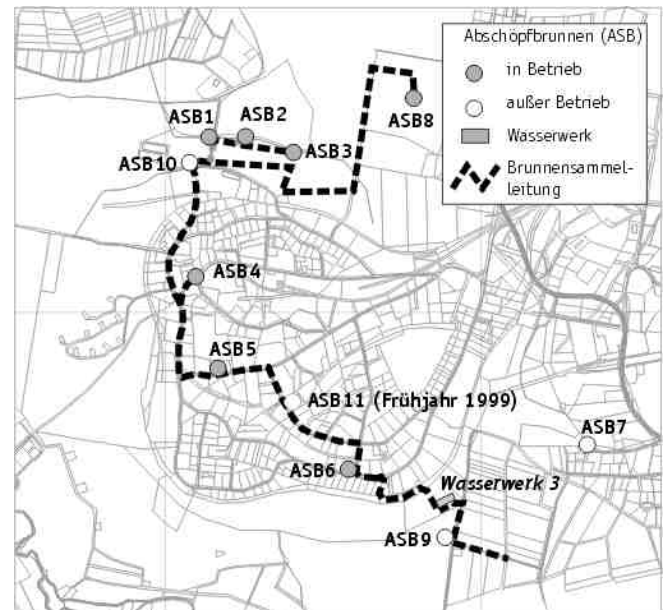 Abschöpfbrunnen (ASB)
in Betrieb
außer Betrieb
Wasserwerk
Brunnensammel-
leitung
ASB1
ASB2
ASB8
ASB10
ASB3
ASB4
ASB5
ASB11 (Frühjahr 1999)
ASB7
ASB6
Wasserwerk 3
ASB9